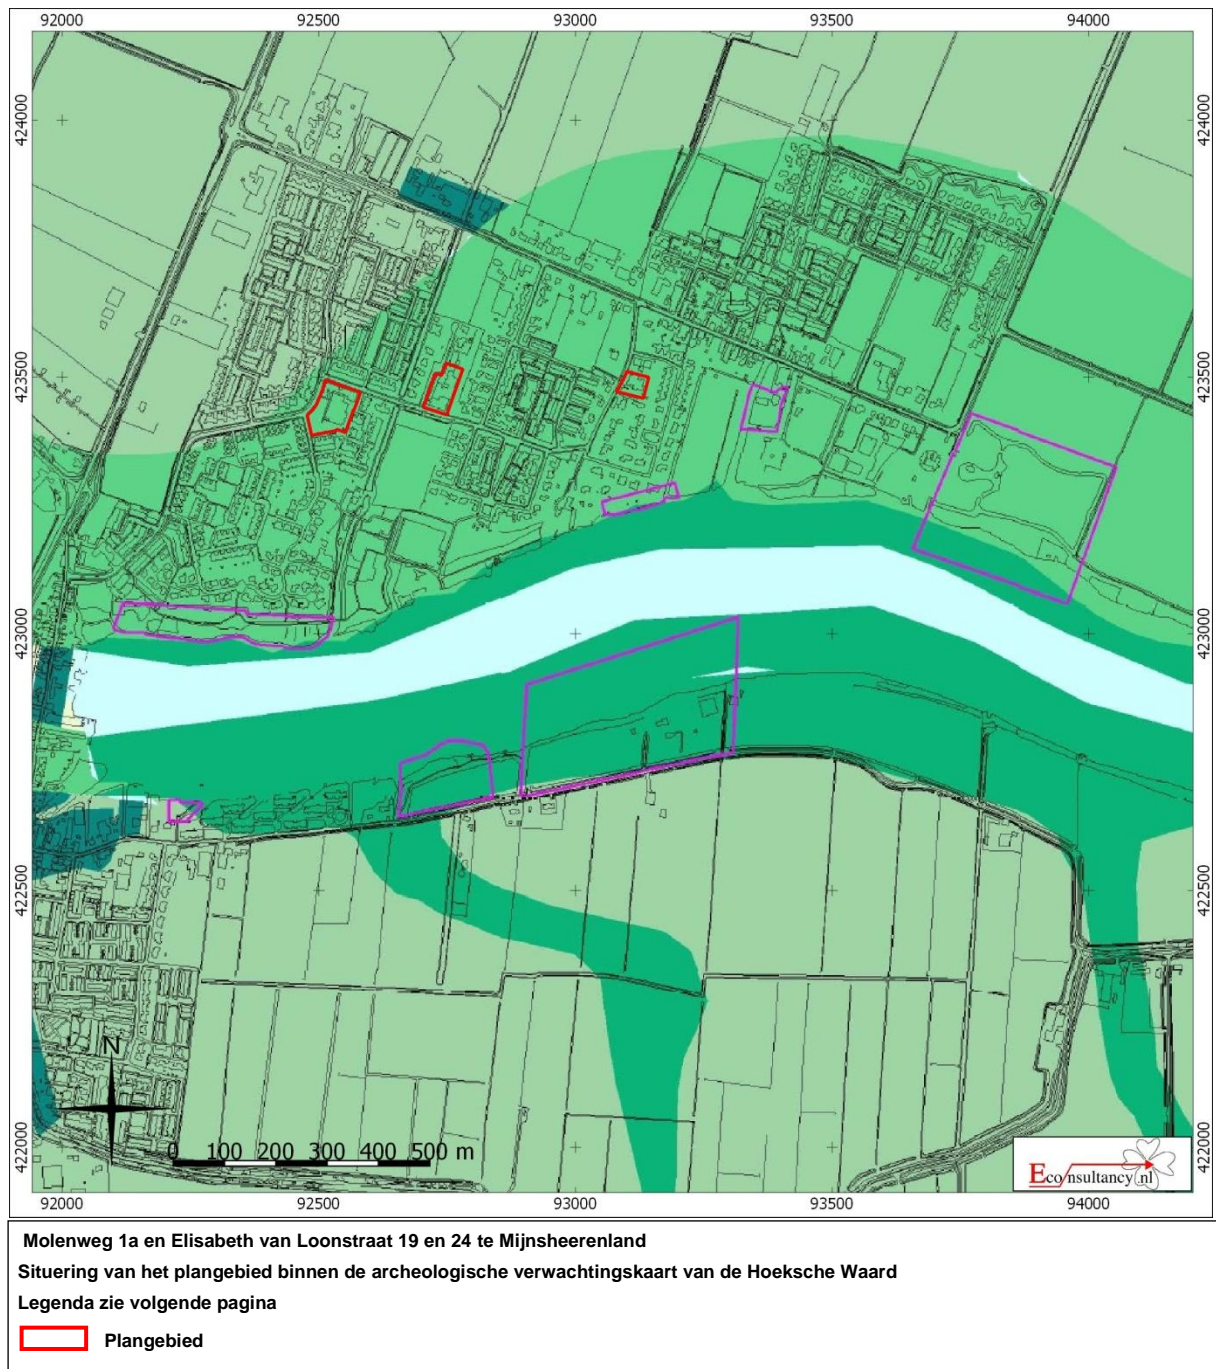 92000 92500 93000 93500 94000
424000 424000
423500 423500
423000 423000
422500 422500
422000 422000
N
0 100 200 300 400 500 m
Econsultancy.nl
92000 92500 93000 93500 94000
Molenweg 1a en Elisabeth van Loonstraat 19 en 24 te Mijnsheerenland
Situering van het plangebied binnen de archeologische verwachtingskaart van de Hoeksche Waard
Legenda zie volgende pagina
Plangebied